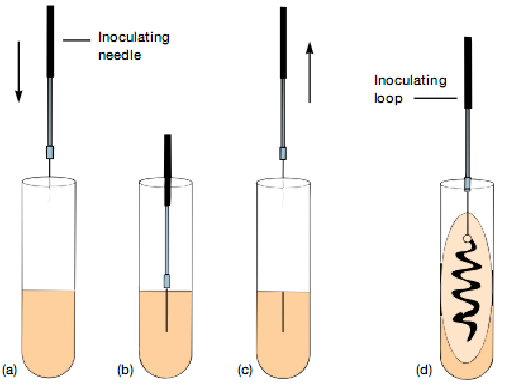 Inoculating
needle
Inoculating
loop
(a)
(b)
(c)
(d)